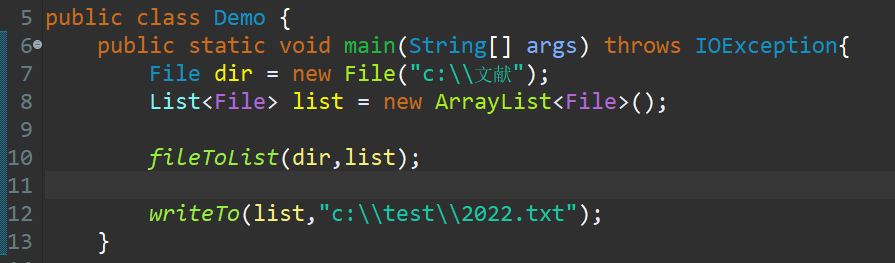 5 public class Demo {
6 public static void main(String[] args) throws IOException{
7 File dir = new File("c:\\文献");
8 List<File> list = new ArrayList<File>();
9
10 fileToList(dir,list);
11
12 writeTo(list,"c:\\test\\2022.txt");
13 }